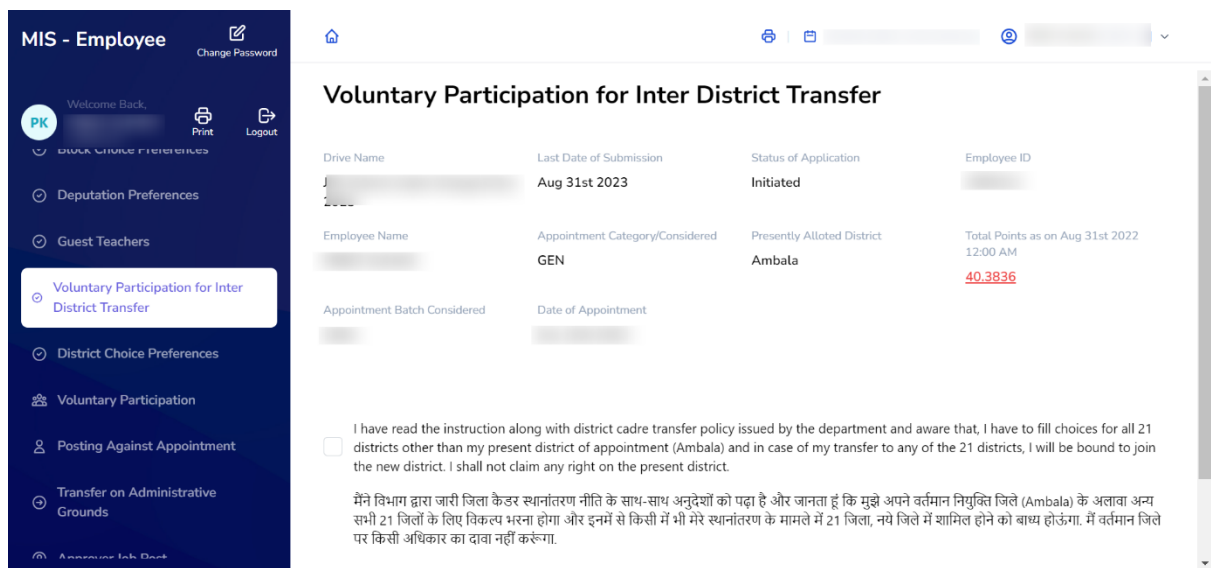 MIS - Employee
Change Password
Welcome Back,
PK
Print
Logout
Block Choice Preferences
Deputation Preferences
Guest Teachers
Voluntary Participation for Inter
District Transfer
District Choice Preferences
Voluntary Participation
Posting Against Appointment
Transfer on Administrative
Grounds
Approver Job Post
Voluntary Participation for Inter District Transfer
Drive Name
Last Date of Submission
Status of Application
Employee ID
Aug 31st 2023
Initiated
Employee Name
Appointment Category/Considered
Presently Alloted District
Total Points as on Aug 31st 2022
12:00 AM
GEN
Ambala
40.3836
Appointment Batch Considered
Date of Appointment
I have read the instruction along with district cadre transfer policy issued by the department and aware that, I have to fill choices for all 21
districts other than my present district of appointment (Ambala) and in case of my transfer to any of the 21 districts, I will be bound to join
the new district. I shall not claim any right on the present district.
मैंने विभाग द्वारा जारी जिला कैडर स्थानांतरण नीति के साथ-साथ अनुदेशों को पढ़ा है और जानता हूं कि मुझे अपने वर्तमान नियुक्ति जिले (Ambala) के अलावा अन्य
सभी 21 जिलों के लिए विकल्प भरना होगा और इनमें से किसी में भी मेरे स्थानांतरण के मामले में 21 जिला, नये जिले में शामिल होने को बाध्य होऊंगा. मैं वर्तमान जिले
पर किसी अधिकार का दावा नहीं करूंगा.